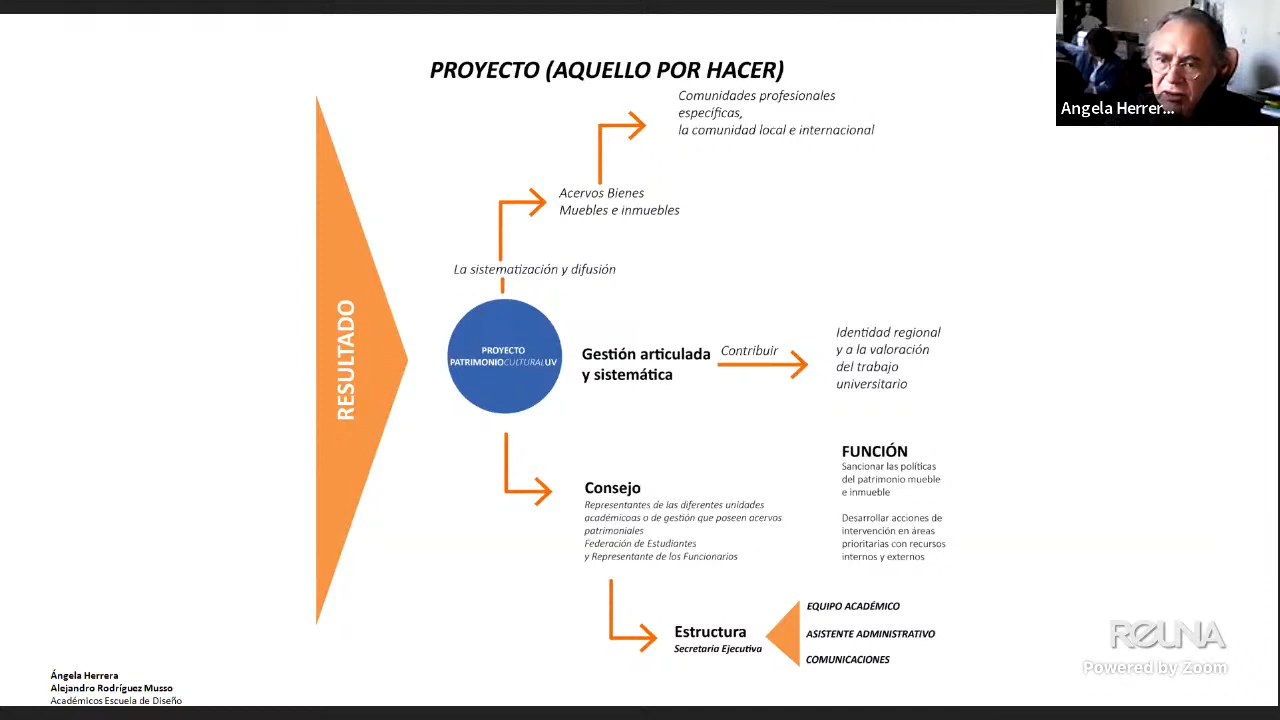 PROYECTO (AQUELLO POR HACER)
Comunidades profesionales
específicas,
la comunidad local e internacional
Acervos Bienes
Muebles e inmuebles
La sistematización y difusión
RESULTADO
PROYECTO
PATRIMONIOCULTURALUV
Gestión articulada
y sistemática
Contribuir
Identidad regional
y a la valoración
del trabajo
universitario
Consejo
Representantes de las diferentes unidades
académicoas o de gestión que poseen acervos
patrimoniales
Federación de Estudiantes
y Representante de los Funcionarios
FUNCIÓN
Sancionar las políticas
del patrimonio mueble
e inmueble
Desarrollar acciones de
intervención en áreas
prioritarias con recursos
internos y externos
Estructura
Secretaria Ejecutiva
EQUIPO ACADÉMICO
ASISTENTE ADMINISTRATIVO
COMUNICACIONES
Ángela Herrera
Alejandro Rodríguez Musso
Académicos Escuela de Diseño
Angela Herrer...
REUNA
Powered by Zoom